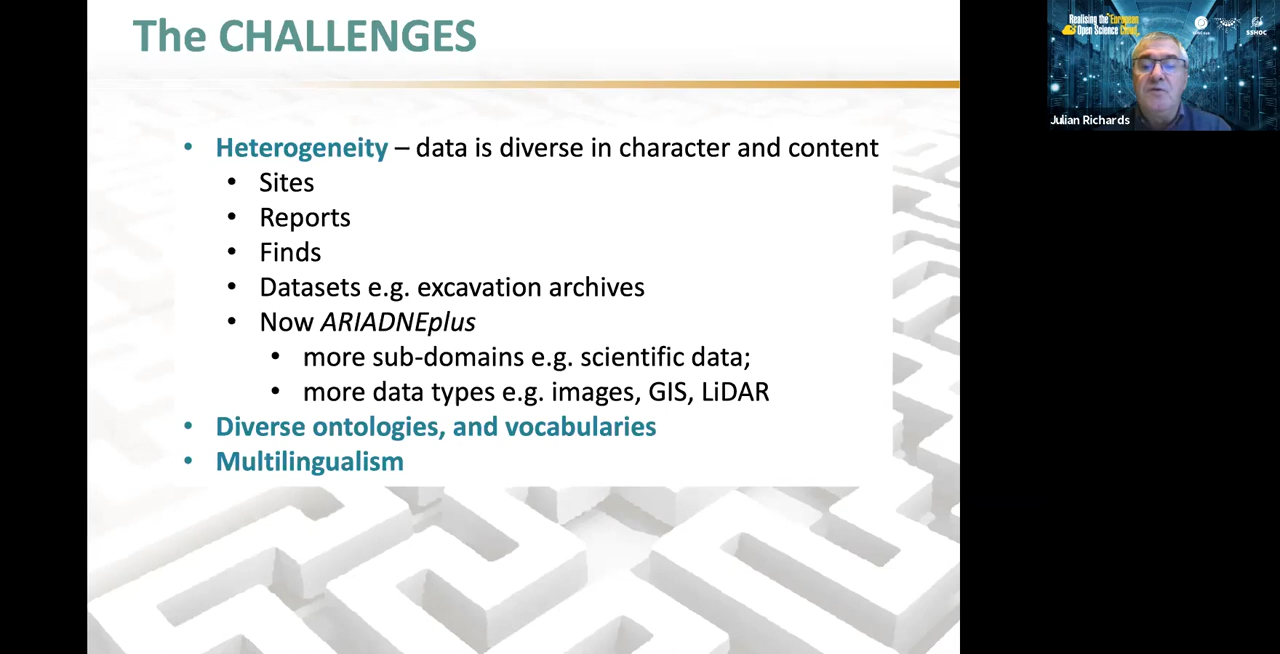 The CHALLENGES
• Heterogeneity – data is diverse in character and content
• Sites
• Reports
• Finds
• Datasets e.g. excavation archives
• Now ARIADNEplus
• more sub-domains e.g. scientific data;
• more data types e.g. images, GIS, LiDAR
• Diverse ontologies, and vocabularies
• Multilingualism
Realising the European
Open Science Cloud
SSHOC
Julian Richards